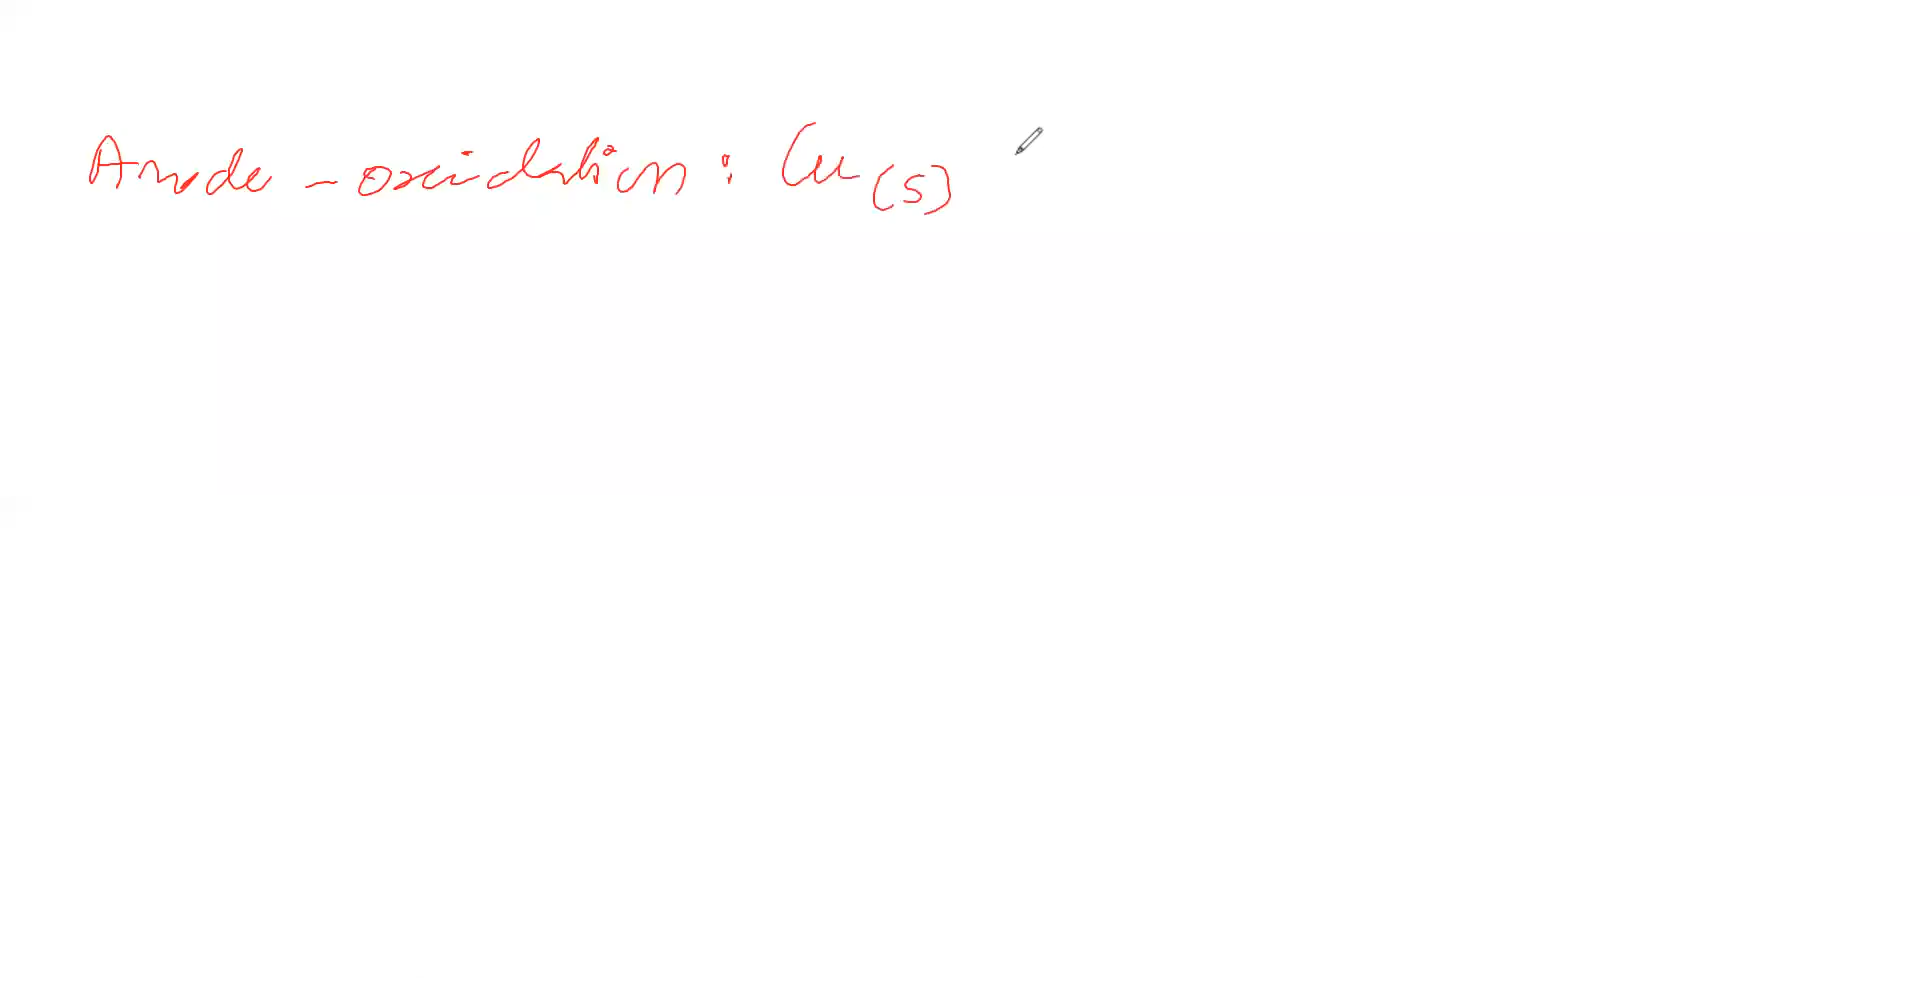 Anode - oxidation : Cu(s)